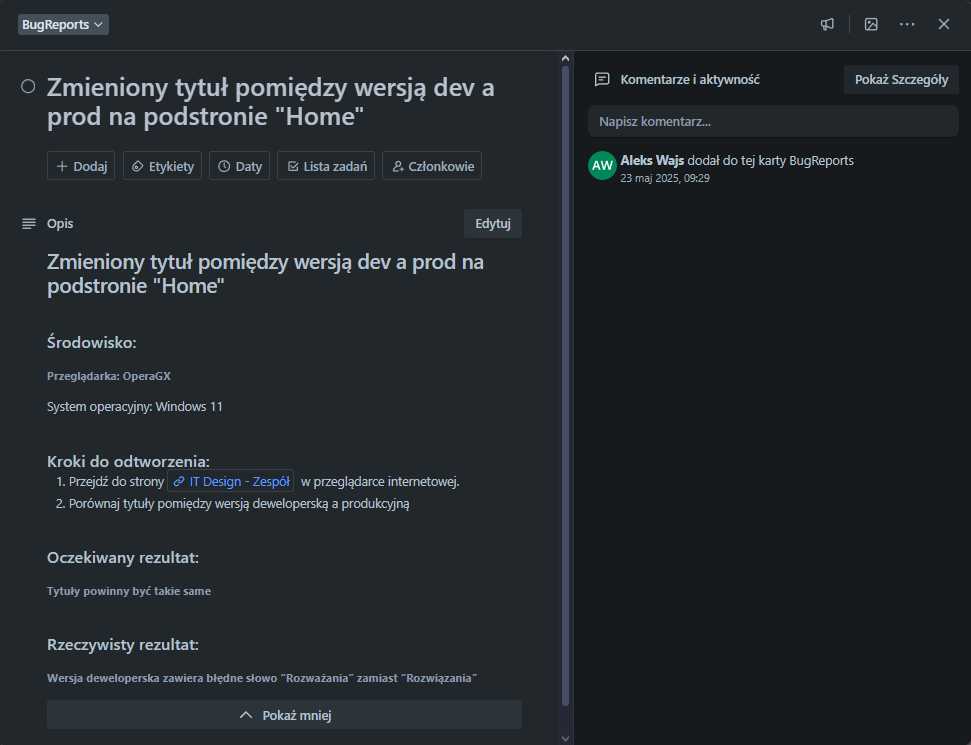 BugReports
Zmieniony tytuł pomiędzy wersją dev a
prod na podstronie "Home"
Dodaj
Etykiety
Daty
Lista zadań
Członkowie
Opis
Edytuj
Zmieniony tytuł pomiędzy wersją dev a prod na
podstronie "Home"
Środowisko:
Przeglądarka: OperaGX
System operacyjny: Windows 11
Kroki do odtworzenia:
1. Przejdź do strony IT Design - Zespół w przeglądarce internetowej.
2. Porównaj tytuły pomiędzy wersją deweloperską a produkcyjną
Oczekiwany rezultat:
Tytuły powinny być takie same
Rzeczywisty rezultat:
Wersja deweloperska zawiera błędne słowo “Rozważania” zamiast “Rozwiązania”
Pokaż mniej
Komentarze i aktywność
Pokaż Szczegóły
Napisz komentarz...
AW
Aleks Wajs dodał do tej karty BugReports
23 maj 2025, 09:29